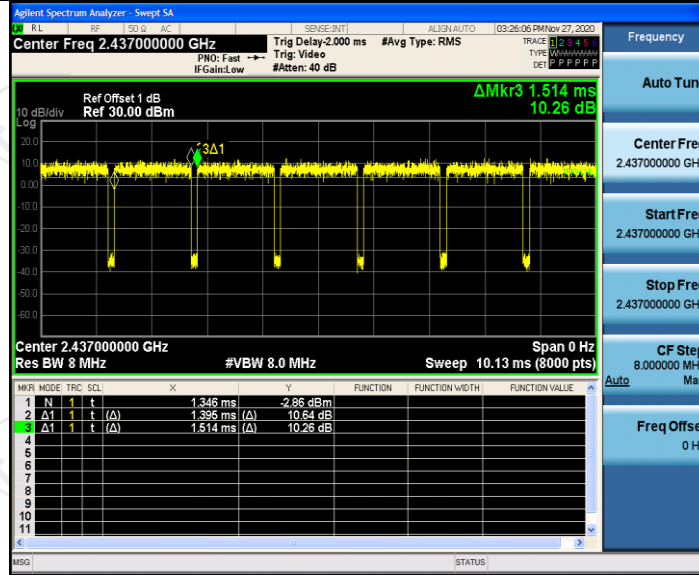 Agilent Spectrum Analyzer - Swept SA
RL RF 50 Ω AC SENSE:INT ALIGN AUTO 03:26:06 PM Nov 27, 2020
Center Freq 2.437000000 GHz
PNO: Fast
IFGain:Low
Trig Delay-2.000 ms
Trig: Video
#Atten: 40 dB
#Avg Type: RMS
TRACE 1 2 3 4 5 6
TYPE
DET P P P P P P
Frequency
Auto Tun
Center Fre
2.437000000 GH
Start Fre
2.437000000 GH
Stop Fre
2.437000000 GH
CF Ste
8.000000 MH
Auto Ma
Freq Offse
0 H
ΔMkr3 1.514 ms
10.26 dB
Ref Offset 1 dB
10 dB/div Ref 30.00 dBm
Log
20.0
10.0
0.00
-10.0
-20.0
-30.0
-40.0
-50.0
-60.0
3Δ1
Center 2.437000000 GHz Span 0 Hz
Res BW 8 MHz #VBW 8.0 MHz Sweep 10.13 ms (8000 pts)
MKR MODE TRC SCL X Y FUNCTION FUNCTION WIDTH FUNCTION VALUE
1 N 1 t 1.346 ms -2.86 dBm
2 Δ1 1 t (Δ) 1.395 ms (Δ) 10.64 dB
3 Δ1 1 t (Δ) 1.514 ms (Δ) 10.26 dB
4
5
6
7
8
9
10
11
MSG STATUS